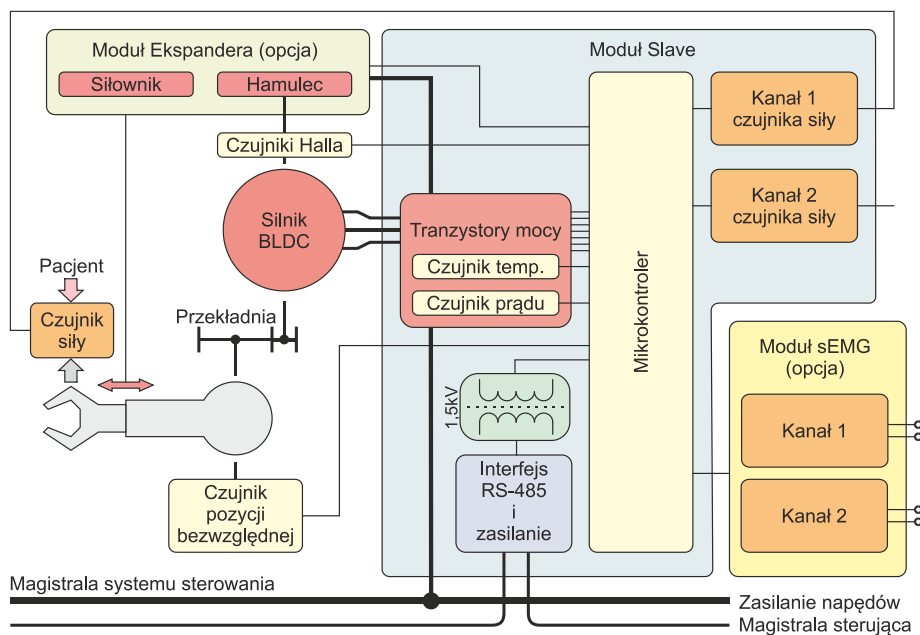 Moduł Ekspandera (opcja)
Siłownik
Hamulec
Czujniki Halla
Silnik
BLDC
Moduł Slave
Tranzystory mocy
Czujnik temp.
Czujnik prądu
Mikrokontroler
Kanał 1
czujnika siły
Kanał 2
czujnika siły
Pacjent
Czujnik
siły
Przekładnia
1,5kV
Interfejs
RS-485
i
zasilanie
Czujnik
pozycji
bezwzględnej
Moduł sEMG
(opcja)
Kanał 1
Kanał 2
Magistrala systemu sterowania
Zasilanie napędów
Magistrala sterująca